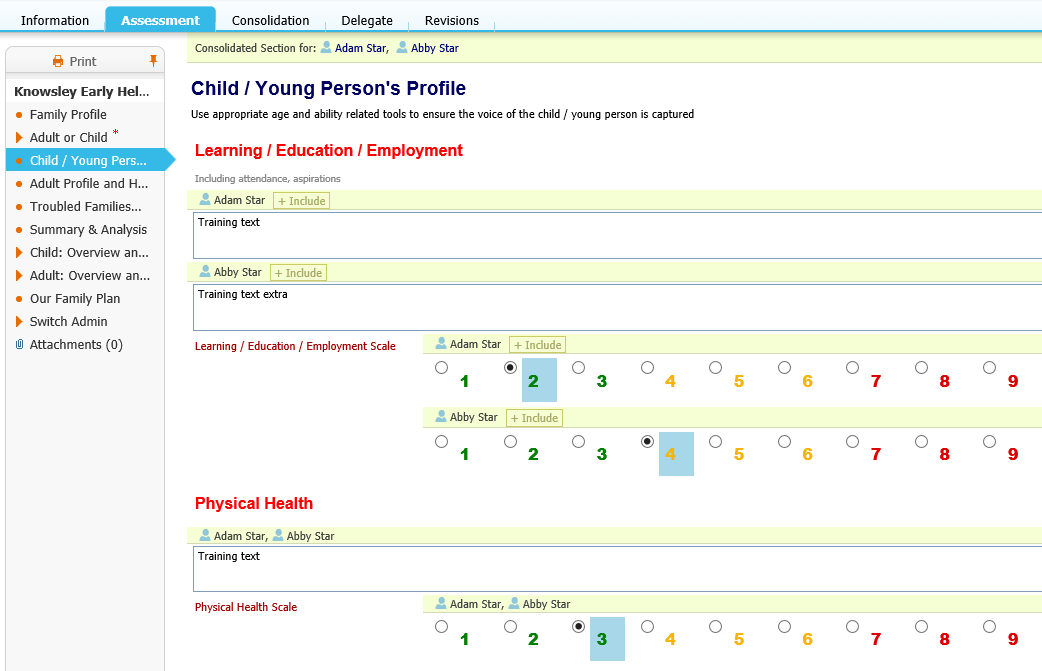 Information Assessment Consolidation Delegate Revisions
Print
Knowsley Early Hel...
Family Profile
Adult or Child *
Child / Young Pers...
Adult Profile and H...
Troubled Families...
Summary & Analysis
Child: Overview an...
Adult: Overview an...
Our Family Plan
Switch Admin
Attachments (0)
Consolidated Section for: Adam Star, Abby Star
Child / Young Person's Profile
Use appropriate age and ability related tools to ensure the voice of the child / young person is captured
Learning / Education / Employment
Including attendance, aspirations
Adam Star + Include
Training text
Abby Star + Include
Training text extra
Learning / Education / Employment Scale
Adam Star + Include
1 2 3 4 5 6 7 8 9
Abby Star + Include
1 2 3 4 5 6 7 8 9
Physical Health
Adam Star, Abby Star
Training text
Physical Health Scale
Adam Star, Abby Star
1 2 3 4 5 6 7 8 9